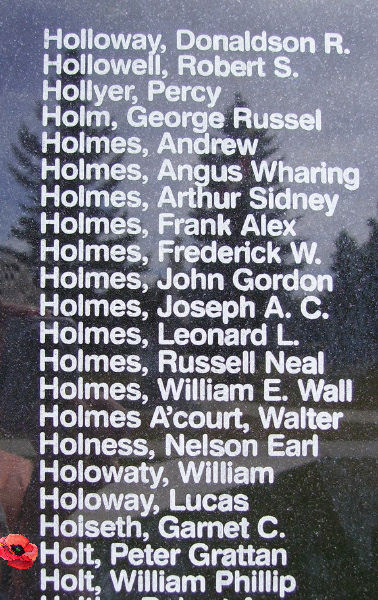 Holloway, Donaldson R.
Hollowell, Robert S.
Hollyer, Percy
Holm, George Russel
Holmes, Andrew
Holmes, Angus Wharing
Holmes, Arthur Sidney
Holmes, Frank Alex
Holmes, Frederick W.
Holmes, John Gordon
Holmes, Joseph A. C.
Holmes, Leonard L.
Holmes, Russell Neal
Holmes, William E. Wall
Holmes A'court, Walter
Holness, Nelson Earl
Holowaty, William
Holoway, Lucas
Holseth, Garnet C.
Holt, Peter Grattan
Holt, William Phillip